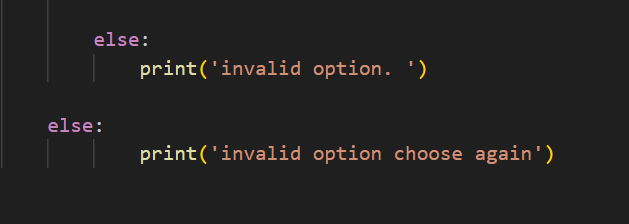 else:
print('invalid option. ')
else:
print('invalid option choose again')